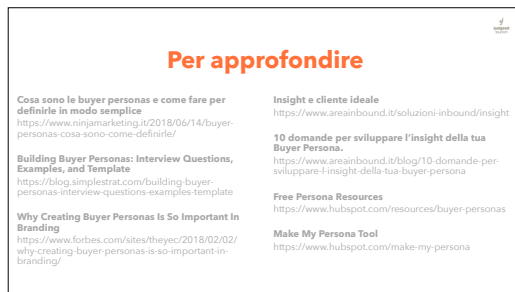 Per approfondire
Cosa sono le buyer personas e come fare per
definirle in modo semplice
https://www.ninjamarketing.it/2018/06/14/buyer-
personas-cosa-sono-come-definirle/
Building Buyer Personas: Interview Questions,
Examples, and Template
https://blog.simplestrat.com/building-buyer-
personas-interview-questions-examples-template
Why Creating Buyer Personas Is So Important In
Branding
https://www.forbes.com/sites/theyec/2018/02/02/
why-creating-buyer-personas-is-so-important-in-
branding/
Insight e cliente ideale
https://www.areainbound.it/soluzioni-inbound/insight
10 domande per sviluppare l’insight della tua
Buyer Persona.
https://www.areainbound.it/blog/10-domande-per-
sviluppare-l-insight-della-tua-buyer-persona
Free Persona Resources
https://www.hubspot.com/resources/buyer-personas
Make My Persona Tool
https://www.hubspot.com/make-my-persona